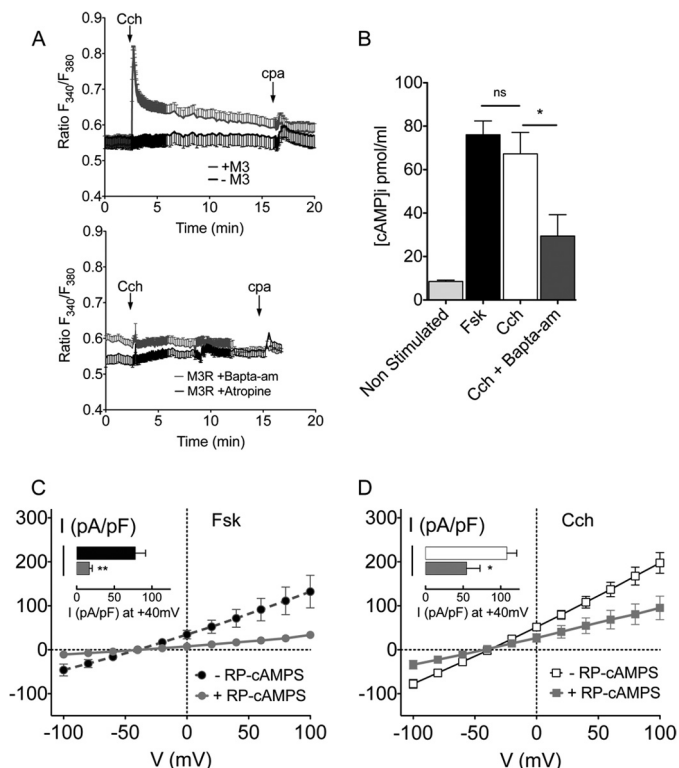 A
Cch
cpa
Ratio F340/F380
0.9
0.8
0.7
0.6
0.5
0.4
+M3
- M3
0
5
10
15
20
Time (min)
Cch
cpa
Ratio F340/F380
0.9
0.8
0.7
0.6
0.5
0.4
M3R +Bapta-am
M3R +Atropine
0
5
10
15
20
Time (min)
B
ns
*
[cAMP]i pmol/ml
100
80
60
40
20
0
Non Stimulated
Fsk
Cch
Cch + Bapta-am
C
I (pA/pF)
Fsk
300
200
100
0
-100
**
0
50
100
I (pA/pF) at +40mV
- RP-cAMPS
+ RP-cAMPS
-100
-50
0
50
100
V (mV)
D
I (pA/pF)
Cch
300
200
100
0
-100
*
0
50
100
I (pA/pF) at +40mV
- RP-cAMPS
+ RP-cAMPS
-100
-50
0
50
100
V (mV)